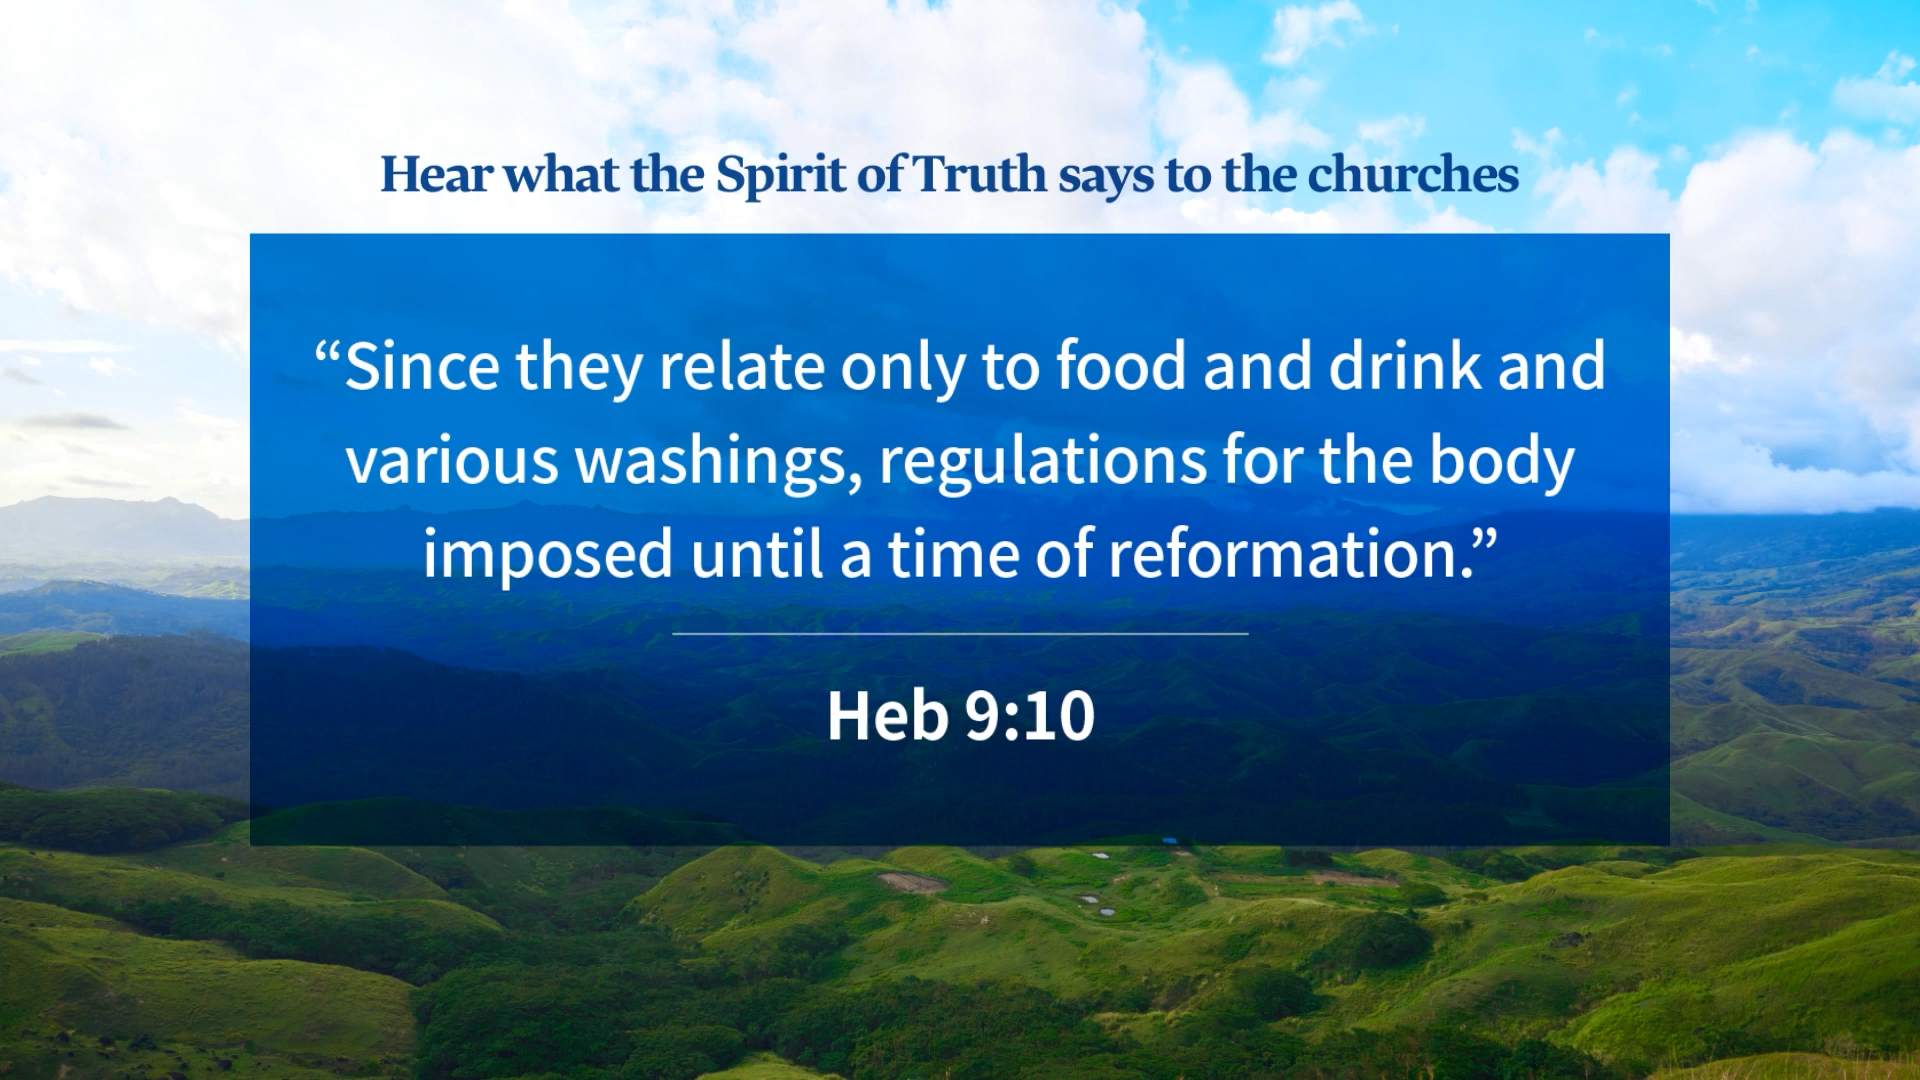 Hear what the Spirit of Truth says to the churches
“Since they relate only to food and drink and
various washings, regulations for the body
imposed until a time of reformation.”
Heb 9:10